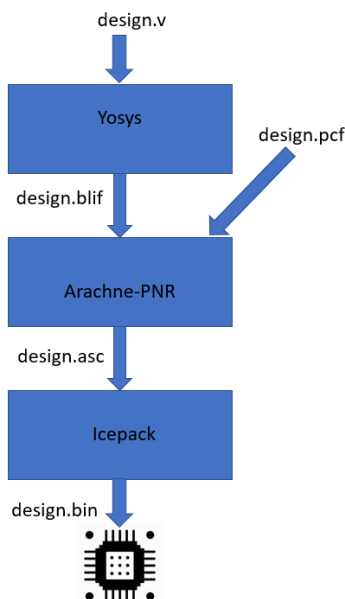 design.v
Yosys
design.pcf
design.blif
Arachne-PNR
design.asc
Icepack
design.bin